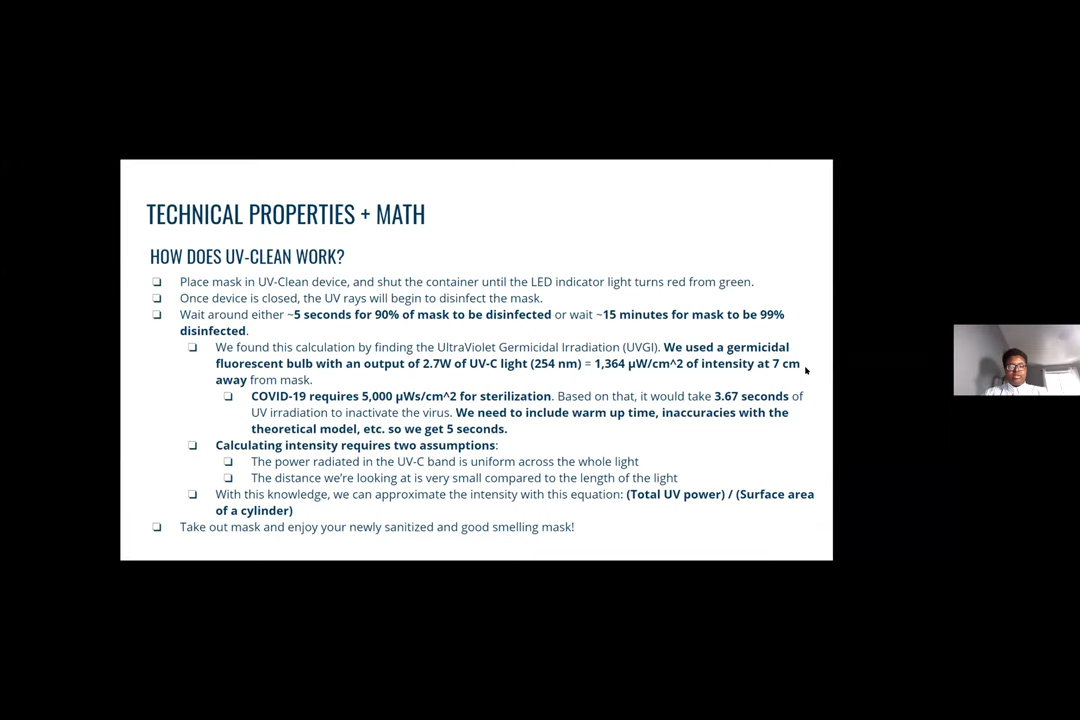 TECHNICAL PROPERTIES + MATH
HOW DOES UV-CLEAN WORK?
❏ Place mask in UV-Clean device, and shut the container until the LED indicator light turns red from green.
❏ Once device is closed, the UV rays will begin to disinfect the mask.
❏ Wait around either ~5 seconds for 90% of mask to be disinfected or wait ~15 minutes for mask to be 99%
disinfected.
❏ We found this calculation by finding the UltraViolet Germicidal Irradiation (UVGI). We used a germicidal
fluorescent bulb with an output of 2.7W of UV-C light (254 nm) = 1,364 μW/cm^2 of intensity at 7 cm
away from mask.
❏ COVID-19 requires 5,000 μWs/cm^2 for sterilization. Based on that, it would take 3.67 seconds of
UV irradiation to inactivate the virus. We need to include warm up time, inaccuracies with the
theoretical model, etc. so we get 5 seconds.
❏ Calculating intensity requires two assumptions:
❏ The power radiated in the UV-C band is uniform across the whole light
❏ The distance we're looking at is very small compared to the length of the light
❏ With this knowledge, we can approximate the intensity with this equation: (Total UV power) / (Surface area
of a cylinder)
❏ Take out mask and enjoy your newly sanitized and good smelling mask!